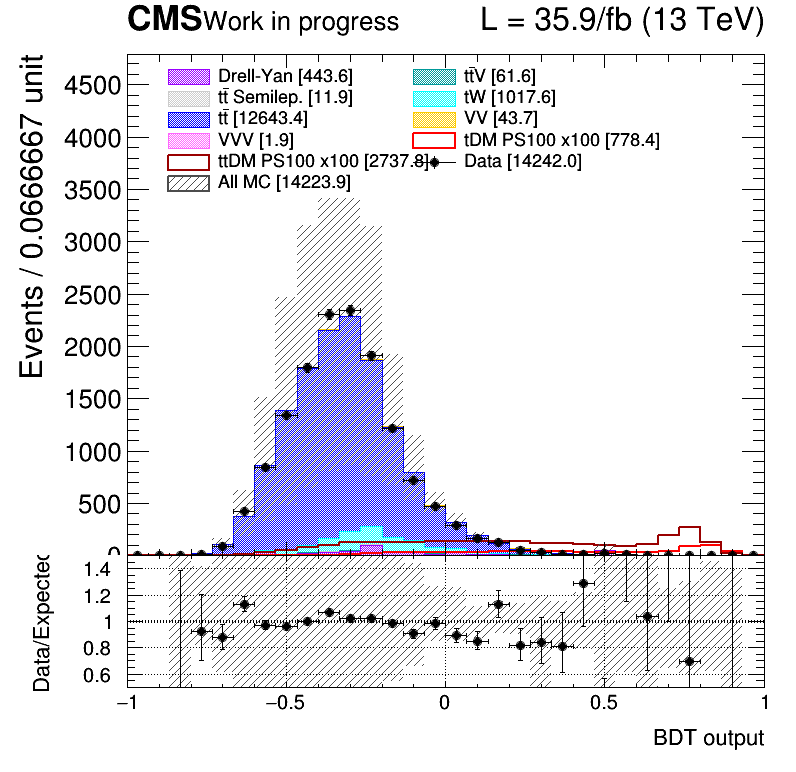 CMS Work in progress L = 35.9/fb (13 TeV)
Events / 0.0666667 unit
4500
4000
3500
3000
2500
2000
1500
1000
500
0
Drell-Yan [443.6]
tt̄V [61.6]
tt̄ Semilep. [11.9]
tW [1017.6]
tt̄ [12643.4]
VV [43.7]
VVV [1.9]
tDM PS100 x100 [778.4]
ttDM PS100 x100 [2737.8]
Data [14242.0]
All MC [14223.9]
Data/Expected
1.4
1.2
1
0.8
0.6
−1 −0.5 0 0.5 1
BDT output